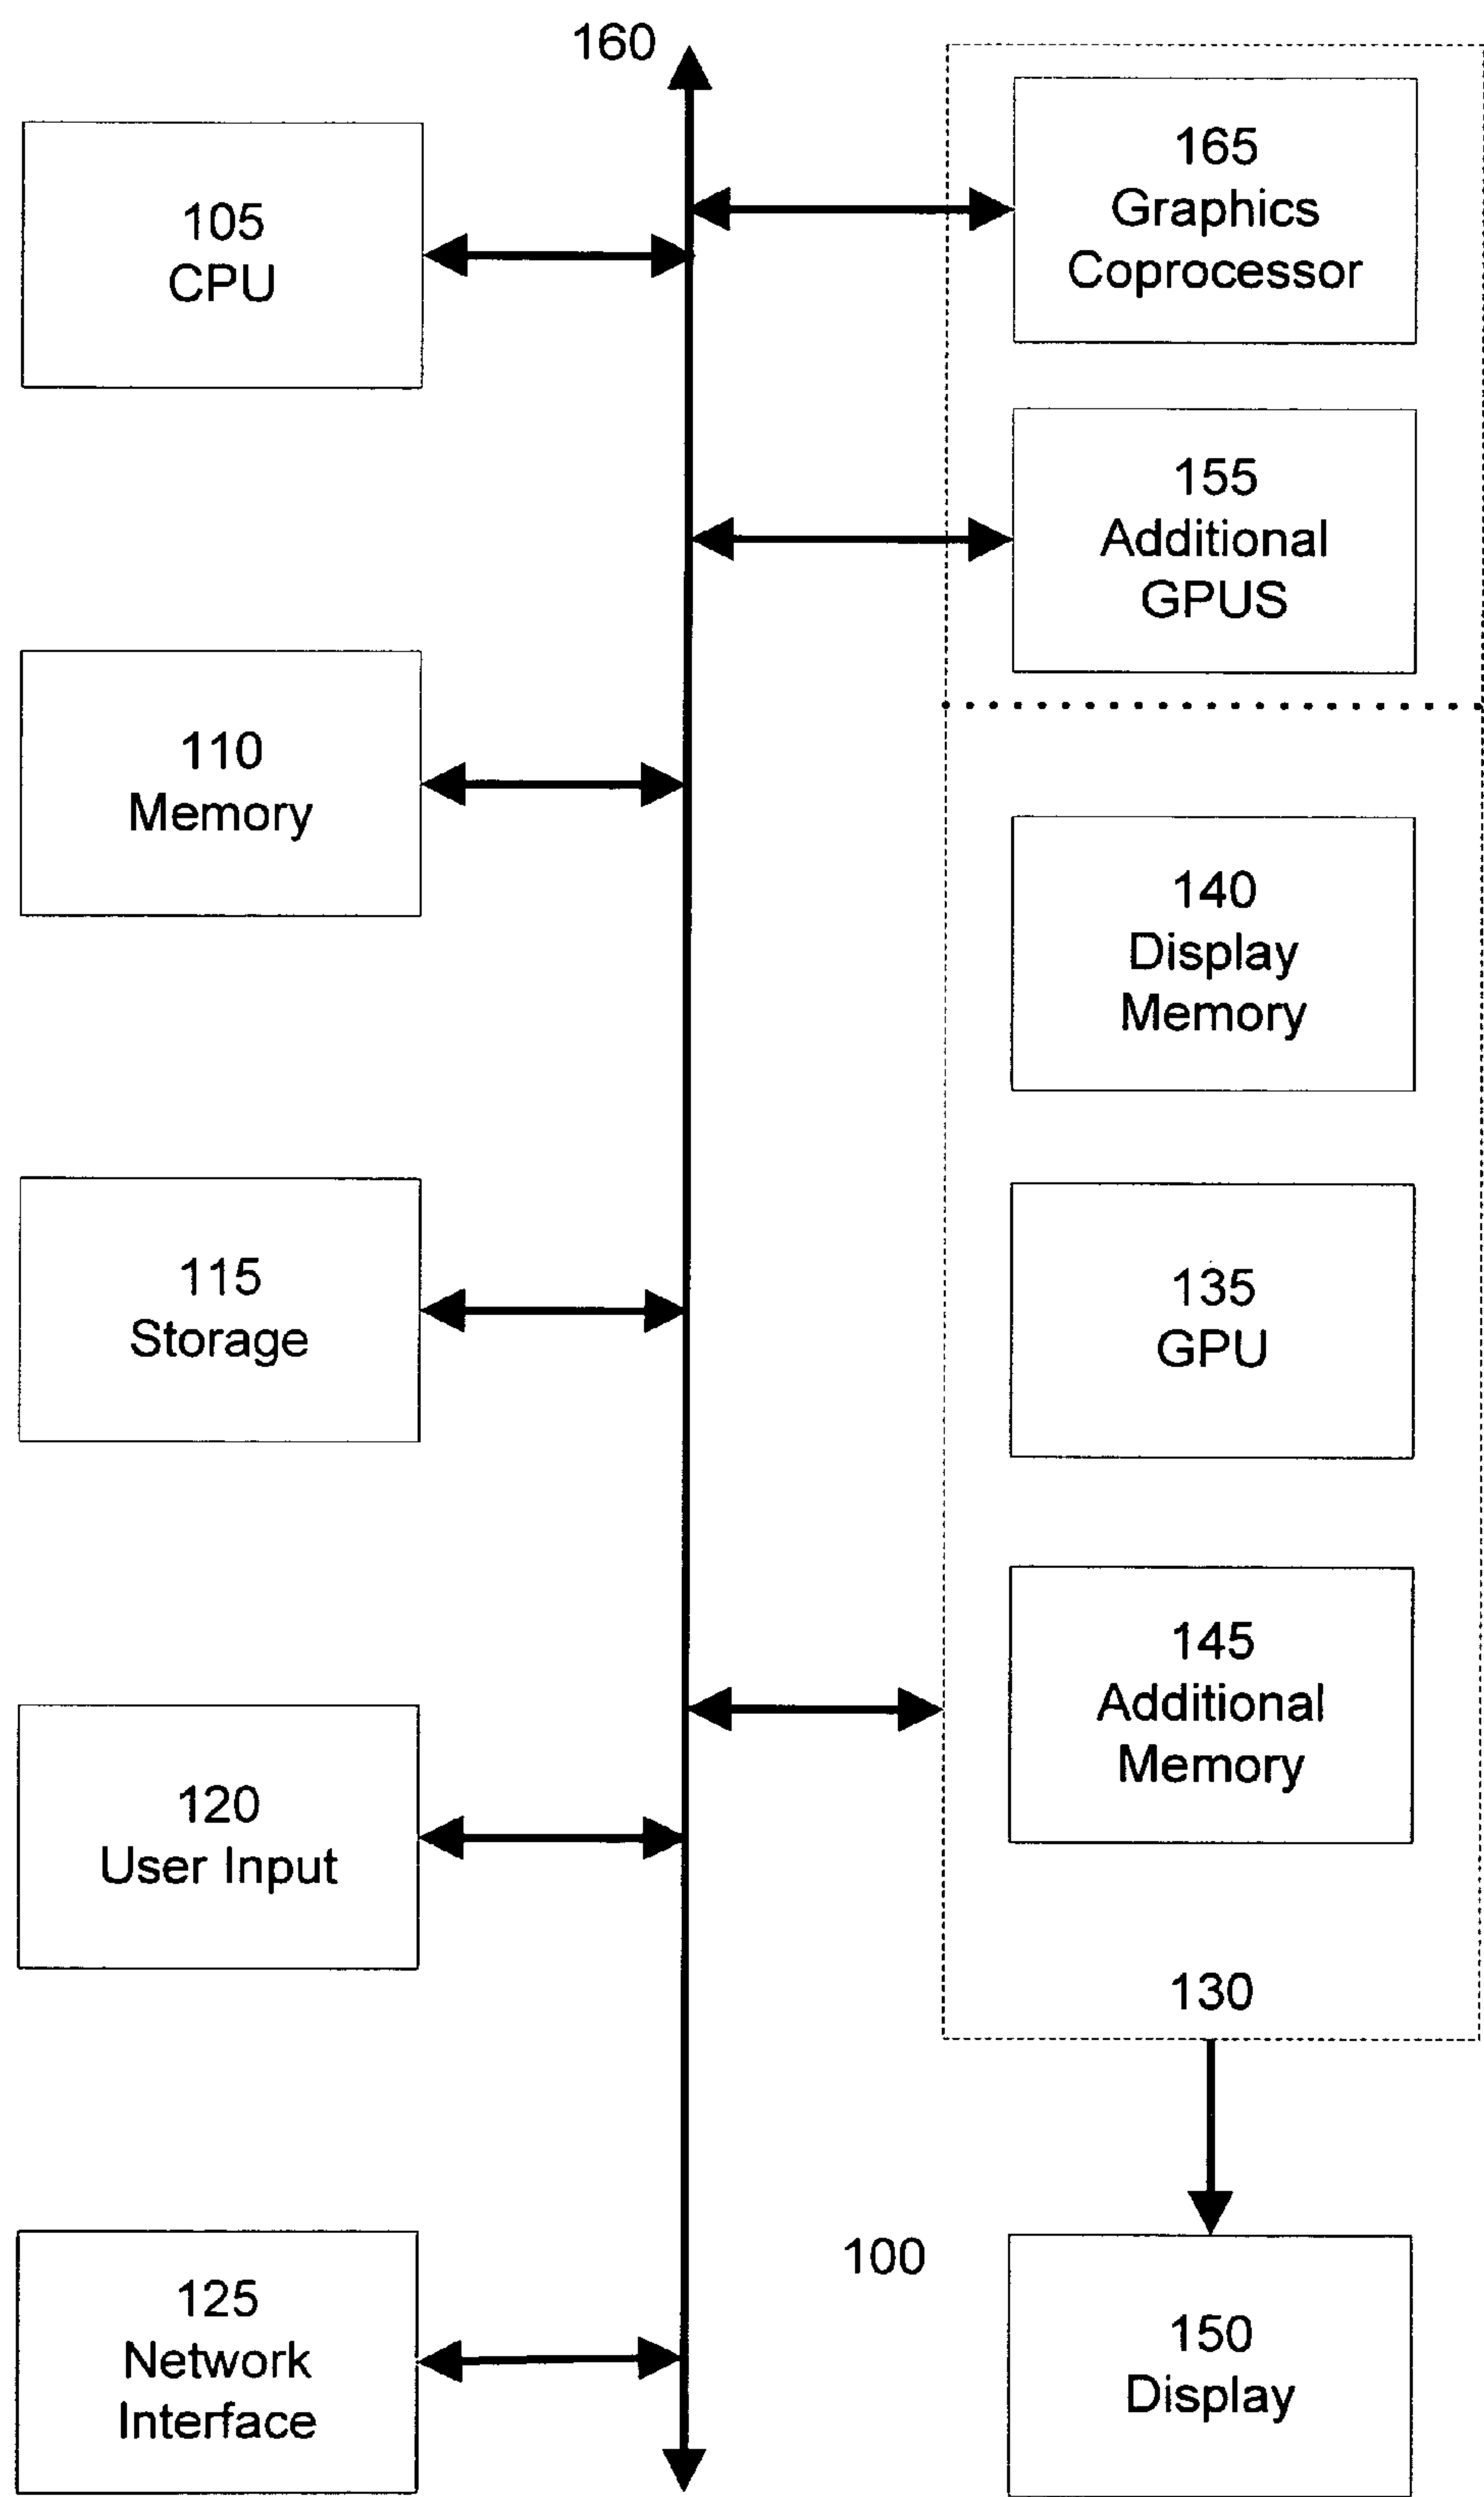 160
165
Graphics
Coprocessor
105
CPU
155
Additional
GPUS
110
Memory
140
Display
Memory
115
Storage
135
GPU
145
Additional
Memory
120
User Input
130
100
125
Network
Interface
150
Display